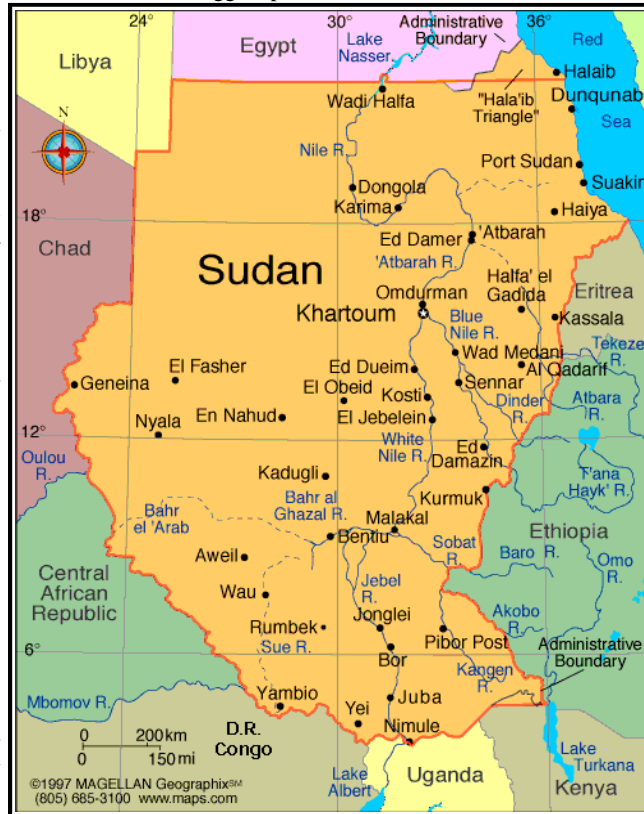 24°
30°
36°
Administrative
Boundary
Lake
Nasser
Egypt
Red
Sea
Libya
Halaib
Wadi Halfa
"Hala'ib
Triangle"
Dunqunab
N
Nile R.
Port Sudan
Suakin
Dongola
Karima
Haiya
18°
Chad
'Atbarah
Ed Damer
'Atbarah R.
Sudan
Halfa' el
Gadida
Eritrea
Omdurman
Khartoum
Blue
Nile R.
Kassala
Tekeze
R.
Wad Medani
Al Qadarif
El Fasher
Ed Dueim
Geneina
El Obeid
Kosti
Sennar
Dinder
R.
Atbara
R.
Nyala
En Nahud
El Jebelein
12°
White
Nile R.
Ed
Damazin
Oulou
R.
T'ana
Hayk' R.
Kadugli
Kurmuk
Bahr
el 'Arab
Bahr al
Ghazal R.
Malakal
Bentiu
Sobat
R.
Ethiopia
Baro R.
Omo
R.
Aweil
Central
African
Republic
Jebel
R.
Wau
Jonglei
Akobo
R.
Rumbek
Pibor Post
Sue R.
6°
Bor
Kangen
R.
Administrative
Boundary
Mbomov R.
Yambio
Juba
Yei
Nimule
0 200 km
0 150 mi
D.R.
Congo
Lake
Turkana
Lake
Albert
Uganda
Kenya
©1997 MAGELLAN Geographix℠
(805) 685-3100 www.maps.com